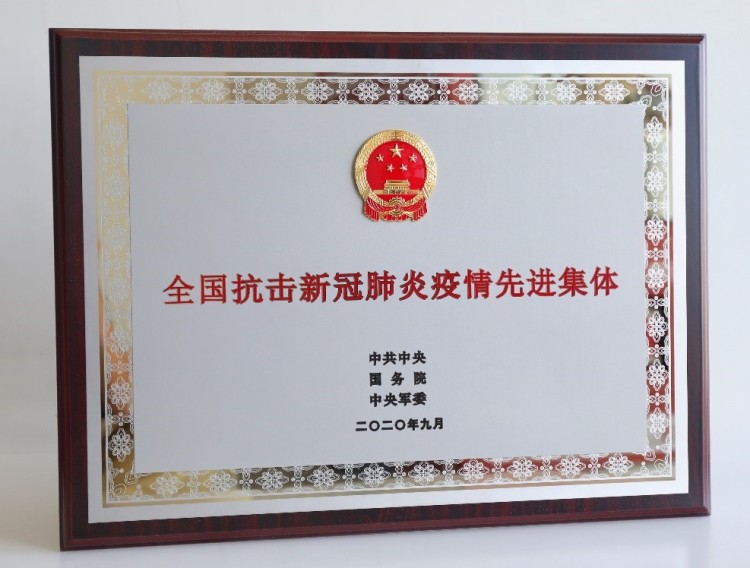 全国抗击新冠肺炎疫情先进集体
中共中央
国务院
中央军委
二〇二〇年九月